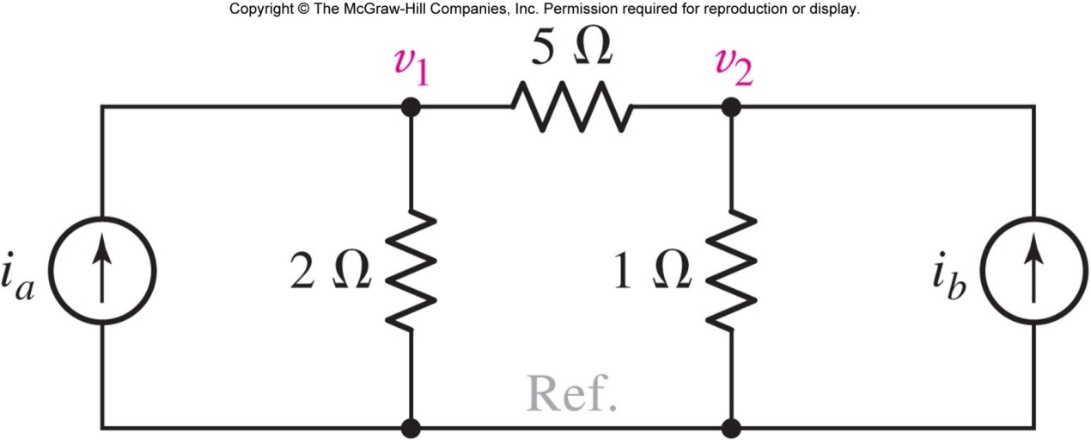 Copyright © The McGraw-Hill Companies, Inc. Permission required for reproduction or display.
5 Ω
v1
v2
ia
2 Ω
1 Ω
ib
Ref.